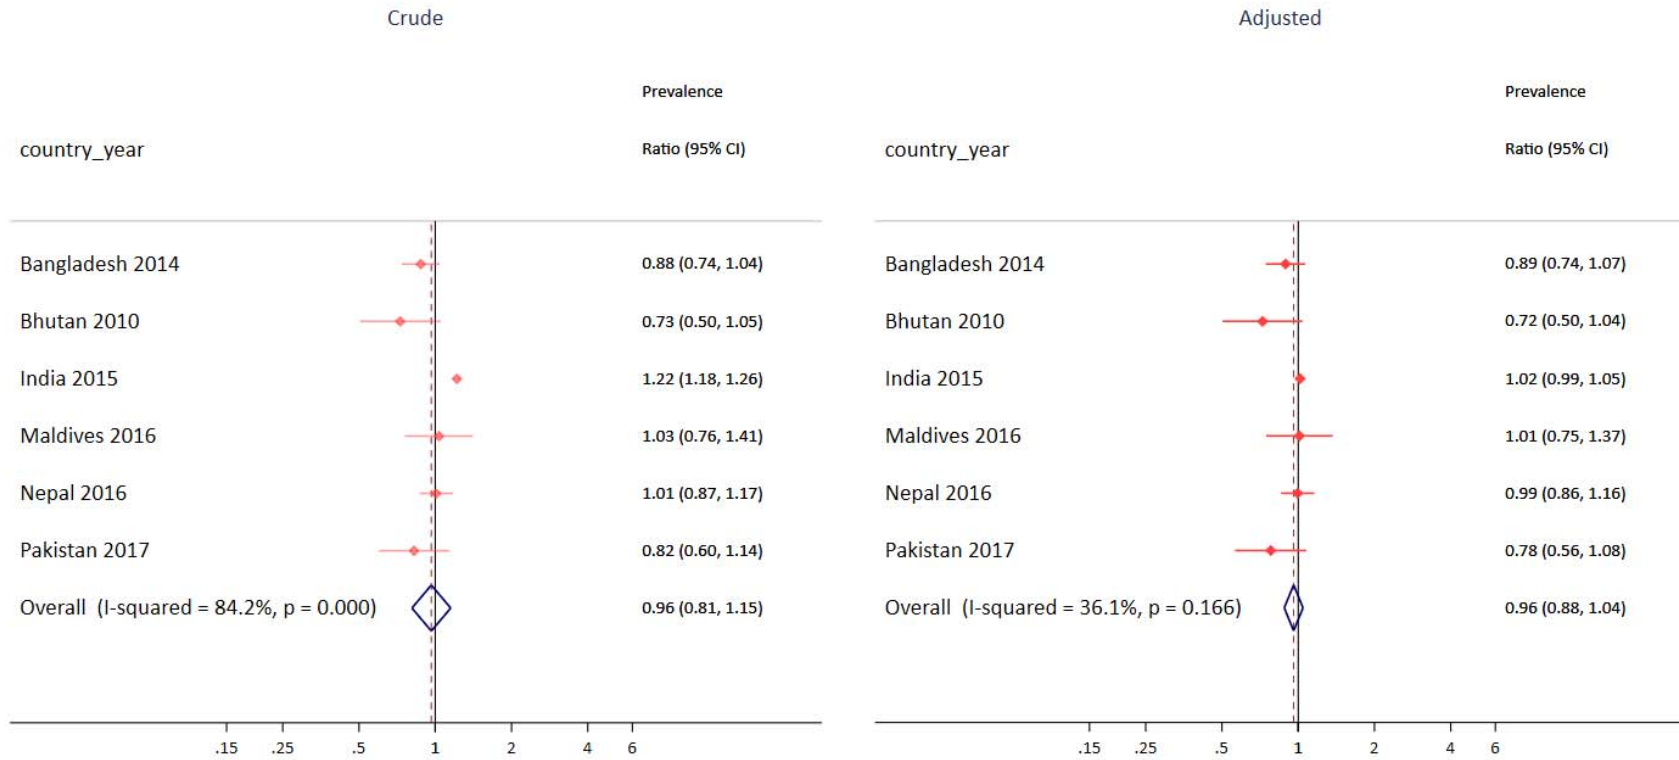 Crude
Prevalence
country_year Ratio (95% CI)
Bangladesh 2014 0.88 (0.74, 1.04)
Bhutan 2010 0.73 (0.50, 1.05)
India 2015 1.22 (1.18, 1.26)
Maldives 2016 1.03 (0.76, 1.41)
Nepal 2016 1.01 (0.87, 1.17)
Pakistan 2017 0.82 (0.60, 1.14)
Overall (I-squared = 84.2%, p = 0.000) 0.96 (0.81, 1.15)
.15 .25 .5 1 2 4 6
Adjusted
Prevalence
country_year Ratio (95% CI)
Bangladesh 2014 0.89 (0.74, 1.07)
Bhutan 2010 0.72 (0.50, 1.04)
India 2015 1.02 (0.99, 1.05)
Maldives 2016 1.01 (0.75, 1.37)
Nepal 2016 0.99 (0.86, 1.16)
Pakistan 2017 0.78 (0.56, 1.08)
Overall (I-squared = 36.1%, p = 0.166) 0.96 (0.88, 1.04)
.15 .25 .5 1 2 4 6